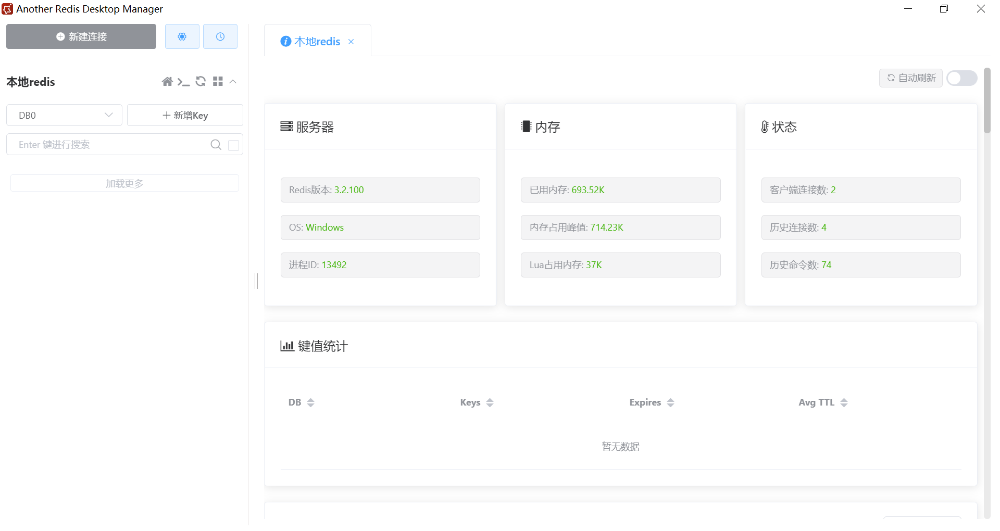 Another Redis Desktop Manager
新建连接
本地redis
DB0
新增Key
Enter 键进行搜索
加载更多
本地redis
自动刷新
服务器
Redis版本: 3.2.100
OS: Windows
进程ID: 13492
内存
已用内存: 693.52K
内存占用峰值: 714.23K
Lua占用内存: 37K
状态
客户端连接数: 2
历史连接数: 4
历史命令数: 74
键值统计
DB Keys Expires Avg TTL
暂无数据